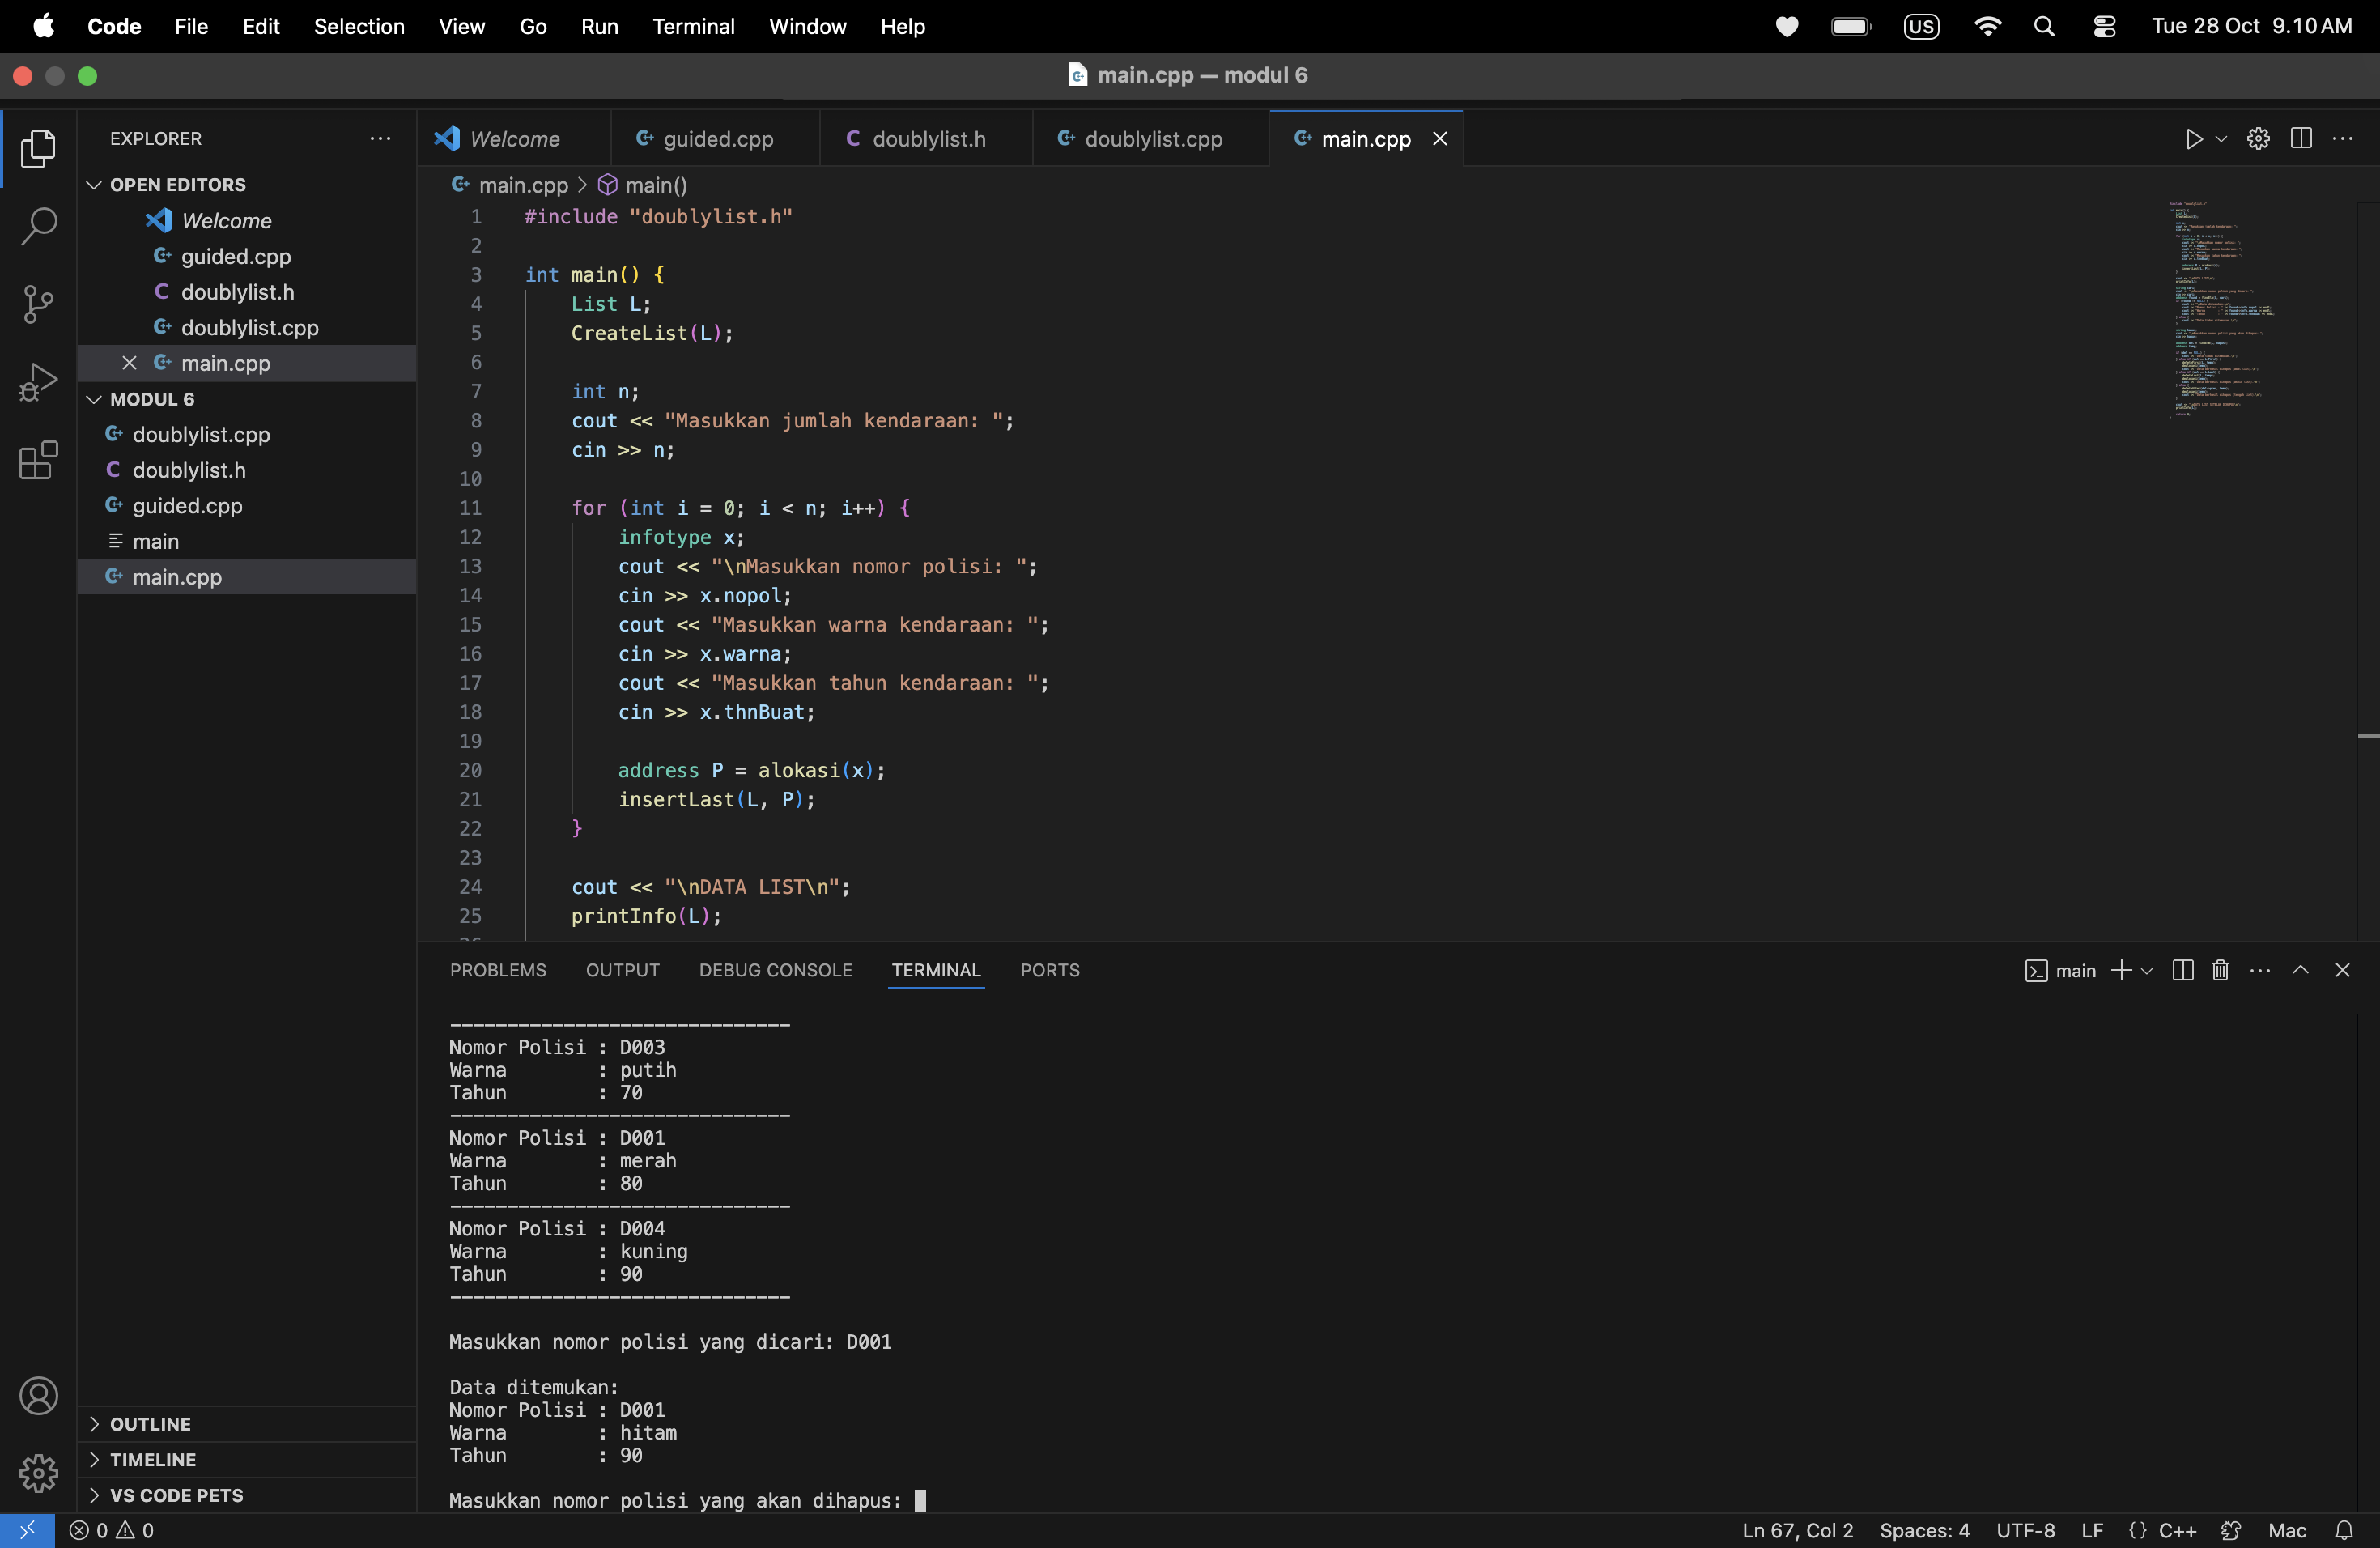 Code File Edit Selection View Go Run Terminal Window Help US Tue 28 Oct 9.10 AM
main.cpp — modul 6
EXPLORER
OPEN EDITORS
Welcome
guided.cpp
doublylist.h
doublylist.cpp
main.cpp
MODUL 6
doublylist.cpp
doublylist.h
guided.cpp
main
main.cpp
OUTLINE
TIMELINE
VS CODE PETS
Welcome guided.cpp doublylist.h doublylist.cpp main.cpp
main.cpp > main()
1 #include "doublylist.h"
2
3 int main() {
4 List L;
5 CreateList(L);
6
7 int n;
8 cout << "Masukkan jumlah kendaraan: ";
9 cin >> n;
10
11 for (int i = 0; i < n; i++) {
12 infotype x;
13 cout << "\nMasukkan nomor polisi: ";
14 cin >> x.nopol;
15 cout << "Masukkan warna kendaraan: ";
16 cin >> x.warna;
17 cout << "Masukkan tahun kendaraan: ";
18 cin >> x.thnBuat;
19
20 address P = alokasi(x);
21 insertLast(L, P);
22 }
23
24 cout << "\nDATA LIST\n";
25 printInfo(L);
PROBLEMS OUTPUT DEBUG CONSOLE TERMINAL PORTS main
------------------------------
Nomor Polisi : D003
Warna : putih
Tahun : 70
------------------------------
Nomor Polisi : D001
Warna : merah
Tahun : 80
------------------------------
Nomor Polisi : D004
Warna : kuning
Tahun : 90
------------------------------
Masukkan nomor polisi yang dicari: D001
Data ditemukan:
Nomor Polisi : D001
Warna : hitam
Tahun : 90
Masukkan nomor polisi yang akan dihapus:
0 0 Ln 67, Col 2 Spaces: 4 UTF-8 LF {} C++ Mac